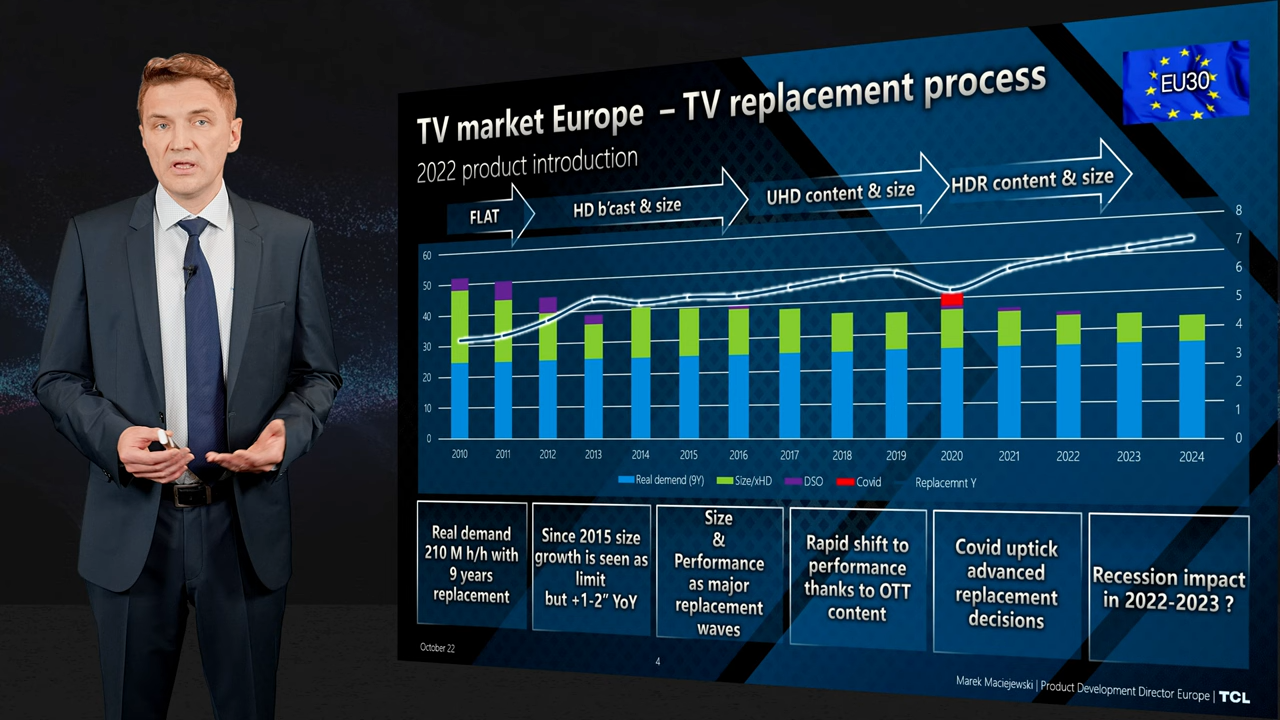 TV market Europe – TV replacement process
EU30
2022 product introduction
FLAT
HD b'cast & size
UHD content & size
HDR content & size
60
50
40
30
20
10
0
8
7
6
5
4
3
2
1
0
2010 2011 2012 2013 2014 2015 2016 2017 2018 2019 2020 2021 2022 2023 2024
Real demend (9Y) Size/xHD DSO Covid Replacemnt Y
Real demand
210 M h/h with
9 years
replacement
Since 2015 size
growth is seen as
limit
but +1-2” YoY
Size
&
Performance
as major
replacement
waves
Rapid shift to
performance
thanks to OTT
content
Covid uptick
advanced
replacement
decisions
Recession impact
in 2022-2023 ?
October 22
4
Marek Maciejewski | Product Development Director Europe | TCL